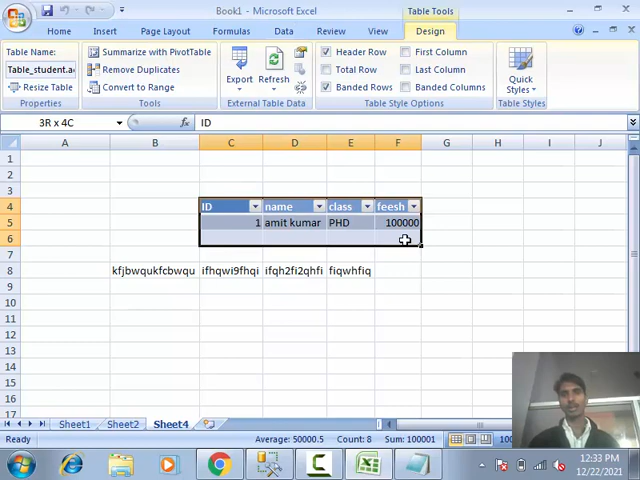 Book1 - Microsoft Excel
Table Tools
Home Insert Page Layout Formulas Data Review View Design
Table Name:
Table_student.a
Resize Table
Properties
Summarize with PivotTable
Remove Duplicates
Convert to Range
Tools
Export Refresh
External Table Data
Header Row
Total Row
Banded Rows
First Column
Last Column
Banded Columns
Table Style Options
Quick
Styles
Table Styles
3R x 4C
fx ID
A B C D E F G H I J
1
2
3
4 ID name class feesh
5 1 amit kumar PHD 100000
6
7
8 kfjbwqukfcbwqu ifhqwi9fhqi ifqh2fi2qhfi fiqwhfiq
9
10
11
12
13
14
15
16
17
Sheet1 Sheet2 Sheet4
Ready Average: 50000.5 Count: 8 Sum: 100001
12:33 PM
12/22/2021